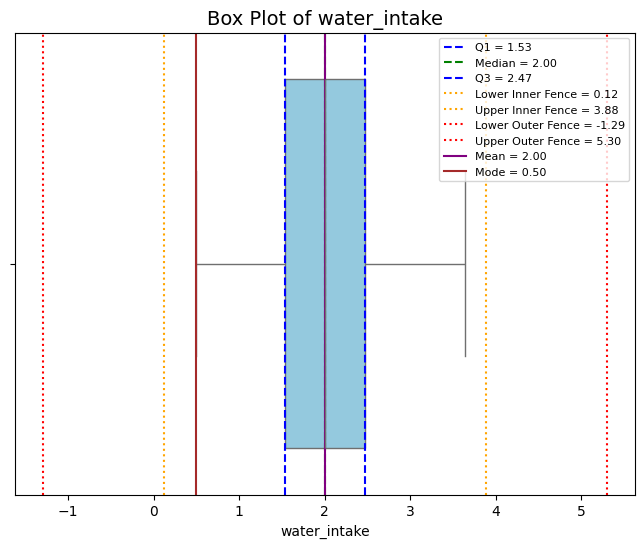 Box Plot of water_intake
Q1 = 1.53
Median = 2.00
Q3 = 2.47
Lower Inner Fence = 0.12
Upper Inner Fence = 3.88
Lower Outer Fence = -1.29
Upper Outer Fence = 5.30
Mean = 2.00
Mode = 0.50
−1 0 1 2 3 4 5
water_intake